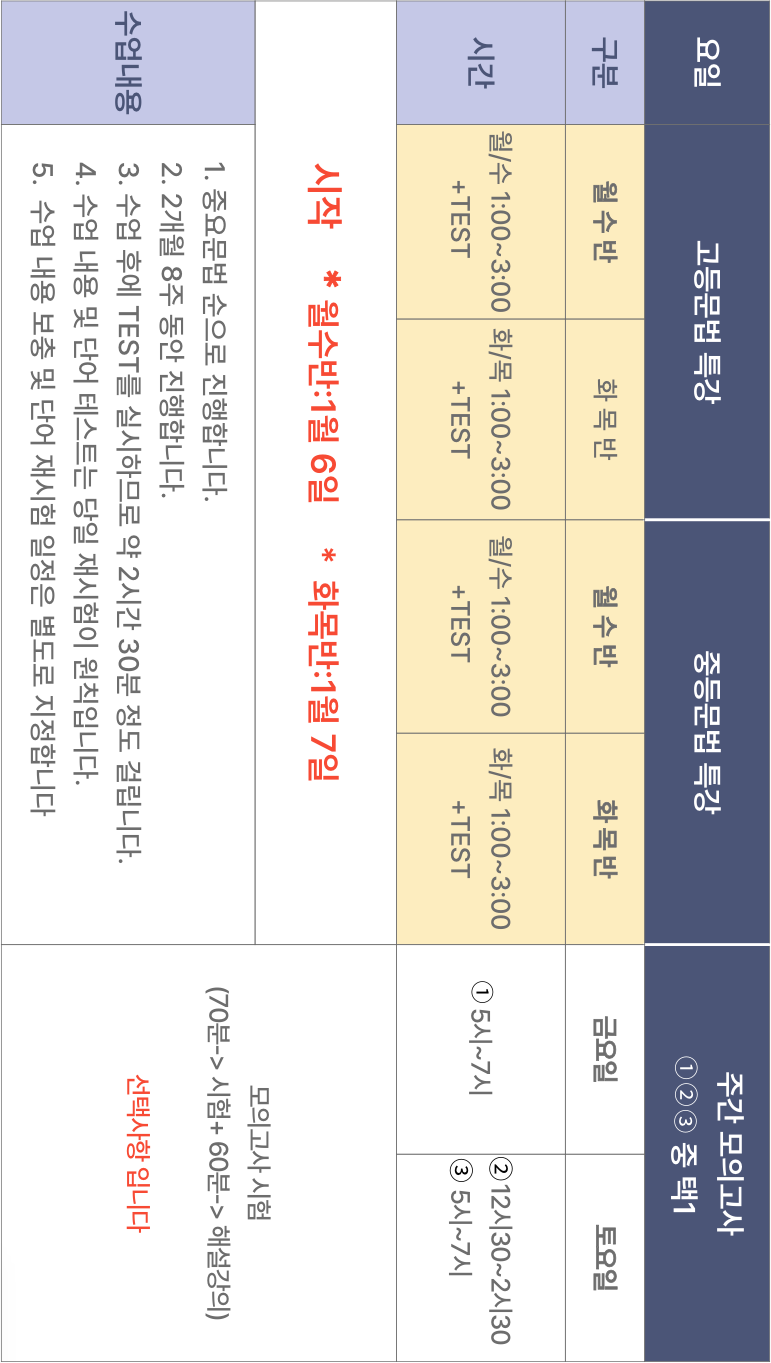 요일
고등문법 특강
중등문법 특강
주간 모의고사
①②③ 중 택1
구분
월수반
화목반
월수반
화목반
금요일
토요일
시간
월/수 1:00~3:00
+TEST
화/목 1:00~3:00
+TEST
월/수 1:00~3:00
+TEST
화/목 1:00~3:00
+TEST
① 5시~7시
② 12시30~2시30
③ 5시~7시
시작 * 월수반:1월 6일 * 화목반:1월 7일
수업내용
1. 중요문법 순으로 진행합니다.
2. 2개월 8주 동안 진행합니다.
3. 수업 후에 TEST를 실시하므로 약 2시간 30분 정도 걸립니다.
4. 수업 내용 및 단어 테스트는 당일 재시험이 원칙입니다.
5. 수업 내용 보충 및 단어 재시험 일정은 별도로 지정합니다
모의고사 시험
(70분-> 시험+ 60분-> 해설강의)
선택사항 입니다